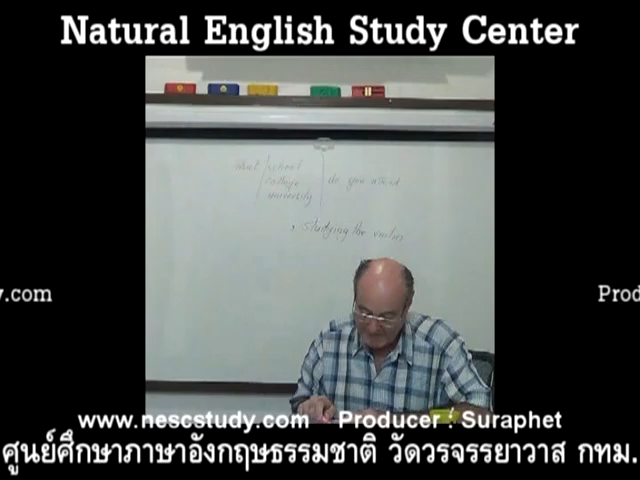 Natural English Study Center
school
college
university
do you attend
studying the
y.com
Prod
www.nescstudy.com Producer : Suraphet
ศูนย์ศึกษาภาษาอังกฤษธรรมชาติ วัดวรจรรยาวาส กทม.